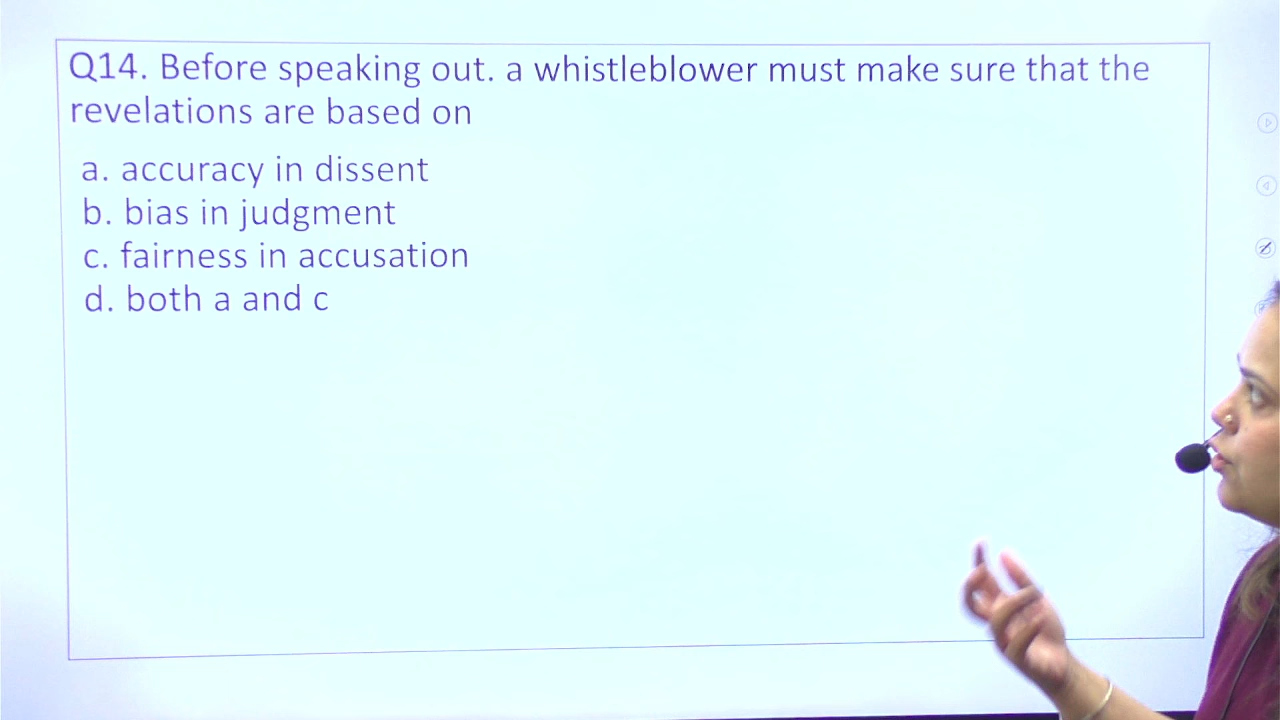 Q14. Before speaking out. a whistleblower must make sure that the
revelations are based on
a. accuracy in dissent
b. bias in judgment
c. fairness in accusation
d. both a and c